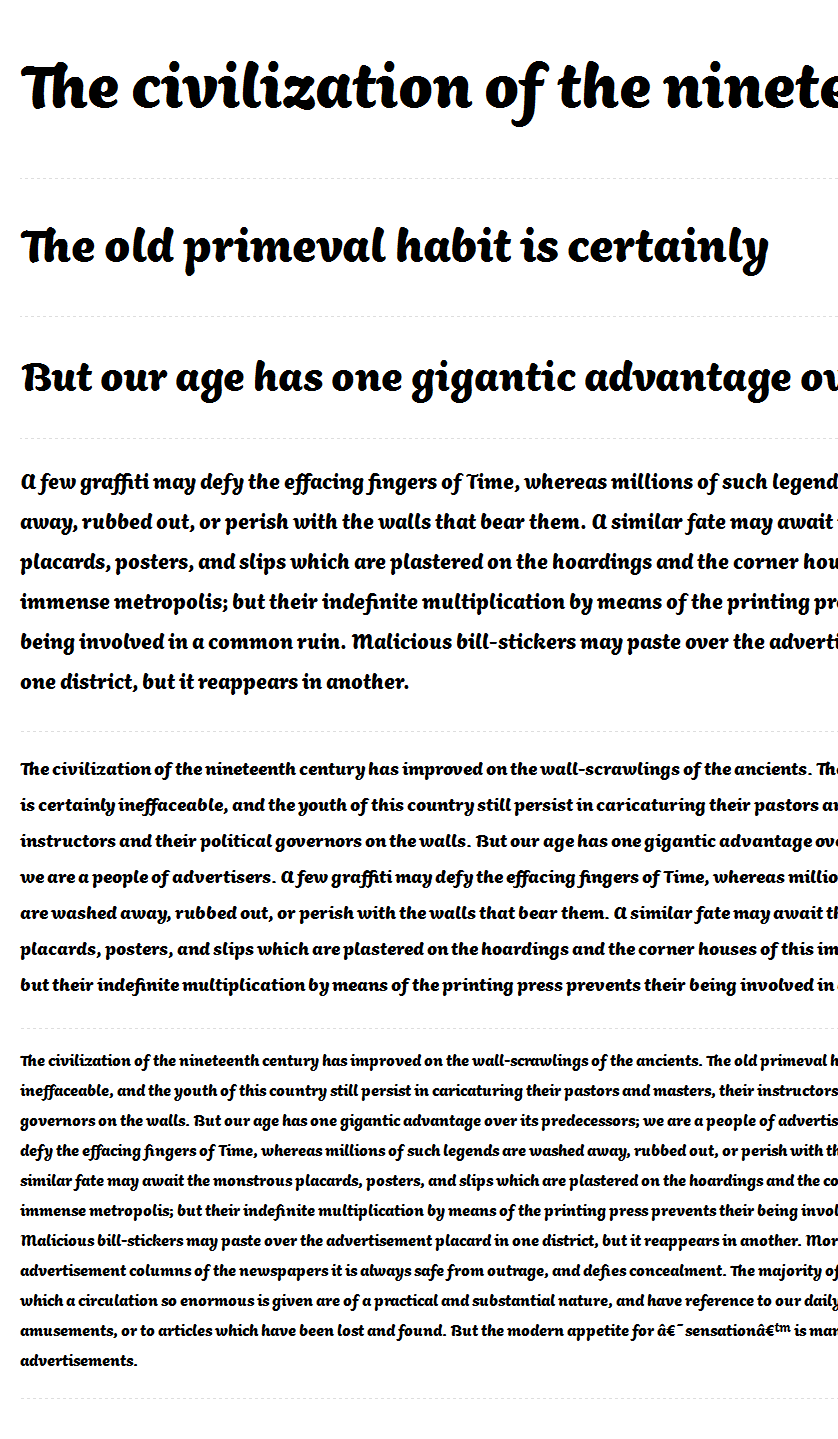 The civilization of the ninete
The old primeval habit is certainly
But our age has one gigantic advantage ov
A few graffiti may defy the effacing fingers of Time, whereas millions of such legend
away, rubbed out, or perish with the walls that bear them. A similar fate may await
placards, posters, and slips which are plastered on the hoardings and the corner hou
immense metropolis; but their indefinite multiplication by means of the printing pr
being involved in a common ruin. Malicious bill-stickers may paste over the adverti
one district, but it reappears in another.
The civilization of the nineteenth century has improved on the wall-scrawlings of the ancients. The
is certainly ineffaceable, and the youth of this country still persist in caricaturing their pastors an
instructors and their political governors on the walls. But our age has one gigantic advantage ove
we are a people of advertisers. A few graffiti may defy the effacing fingers of Time, whereas millio
are washed away, rubbed out, or perish with the walls that bear them. A similar fate may await th
placards, posters, and slips which are plastered on the hoardings and the corner houses of this im
but their indefinite multiplication by means of the printing press prevents their being involved in
The civilization of the nineteenth century has improved on the wall-scrawlings of the ancients. The old primeval h
ineffaceable, and the youth of this country still persist in caricaturing their pastors and masters, their instructors
governors on the walls. But our age has one gigantic advantage over its predecessors; we are a people of advertis
defy the effacing fingers of Time, whereas millions of such legends are washed away, rubbed out, or perish with th
similar fate may await the monstrous placards, posters, and slips which are plastered on the hoardings and the co
immense metropolis; but their indefinite multiplication by means of the printing press prevents their being invol
Malicious bill-stickers may paste over the advertisement placard in one district, but it reappears in another. Mor
advertisement columns of the newspapers it is always safe from outrage, and defies concealment. The majority of
which a circulation so enormous is given are of a practical and substantial nature, and have reference to our daily
amusements, or to articles which have been lost and found. But the modern appetite for â€˜sensationâ€™ is mar
advertisements.